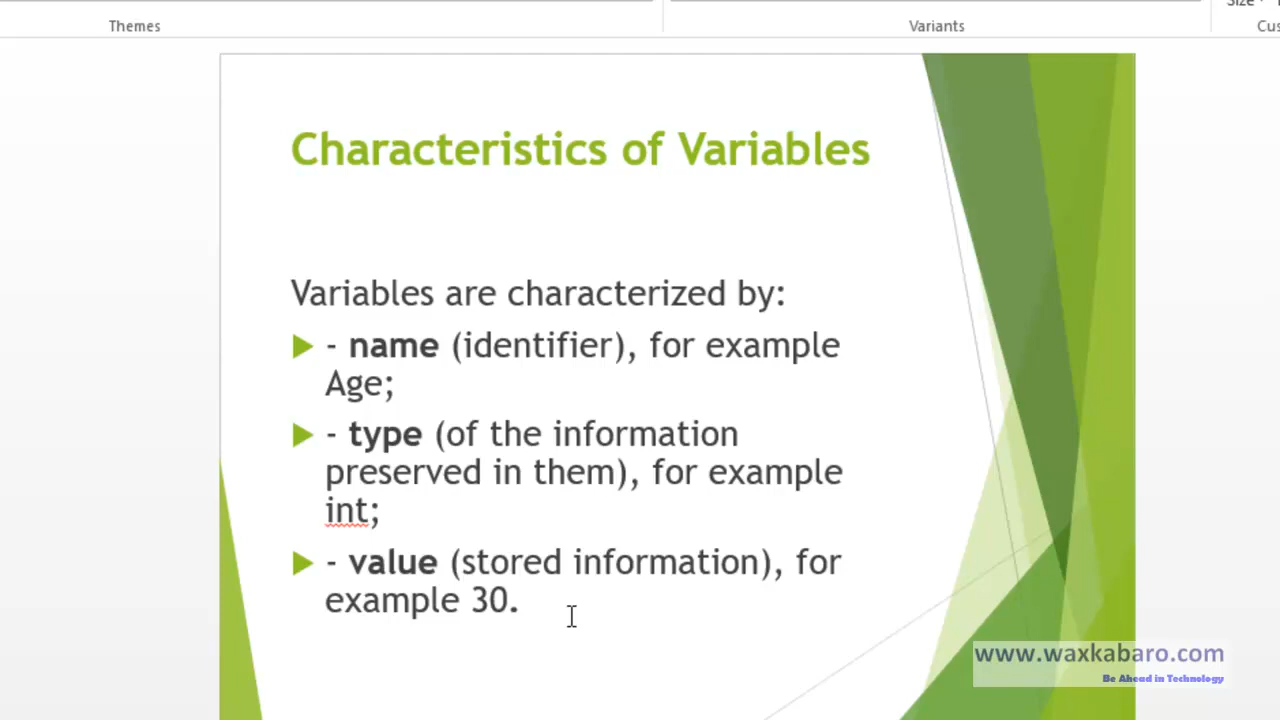 Size
Themes
Variants
Characteristics of Variables
Variables are characterized by:
- name (identifier), for example
Age;
- type (of the information
preserved in them), for example
int;
- value (stored information), for
example 30.
www.waxkabaro.com
Be Ahead in Technology